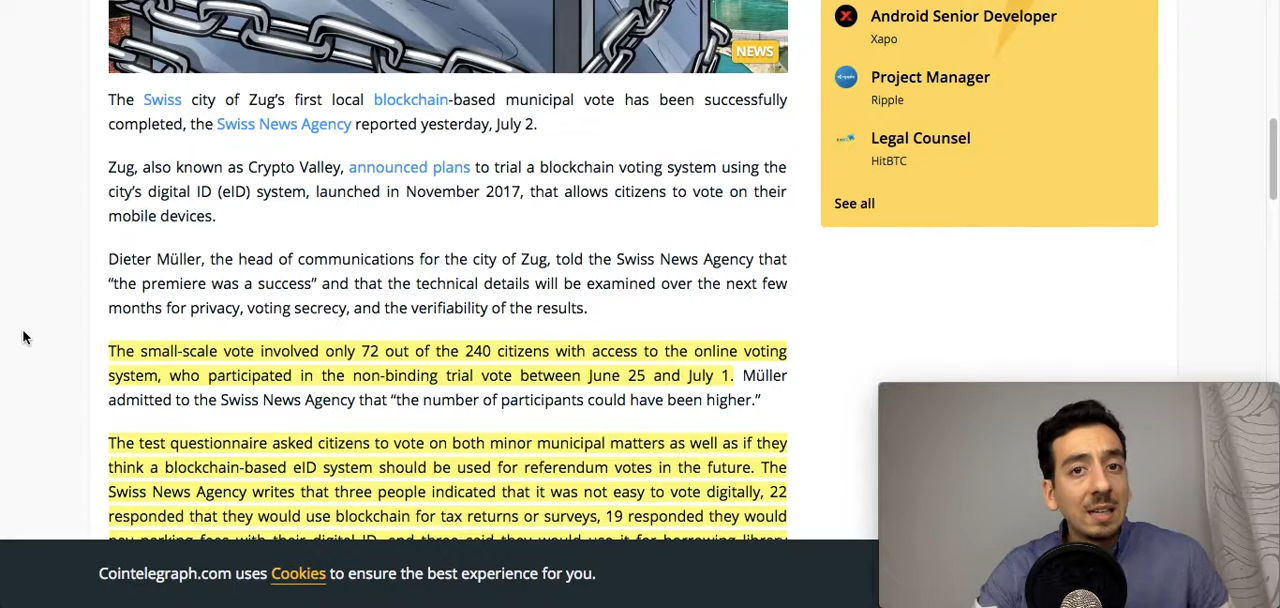 NEWS
The Swiss city of Zug’s first local blockchain-based municipal vote has been successfully
completed, the Swiss News Agency reported yesterday, July 2.
Zug, also known as Crypto Valley, announced plans to trial a blockchain voting system using the
city’s digital ID (eID) system, launched in November 2017, that allows citizens to vote on their
mobile devices.
Dieter Müller, the head of communications for the city of Zug, told the Swiss News Agency that
“the premiere was a success” and that the technical details will be examined over the next few
months for privacy, voting secrecy, and the verifiability of the results.
The small-scale vote involved only 72 out of the 240 citizens with access to the online voting
system, who participated in the non-binding trial vote between June 25 and July 1. Müller
admitted to the Swiss News Agency that “the number of participants could have been higher.”
The test questionnaire asked citizens to vote on both minor municipal matters as well as if they
think a blockchain-based eID system should be used for referendum votes in the future. The
Swiss News Agency writes that three people indicated that it was not easy to vote digitally, 22
responded that they would use blockchain for tax returns or surveys, 19 responded they would
pay parking fees with their digital ID, and three said they would use it for borrowing library
Android Senior Developer
Xapo
Project Manager
Ripple
Legal Counsel
HitBTC
See all
Cointelegraph.com uses Cookies to ensure the best experience for you.